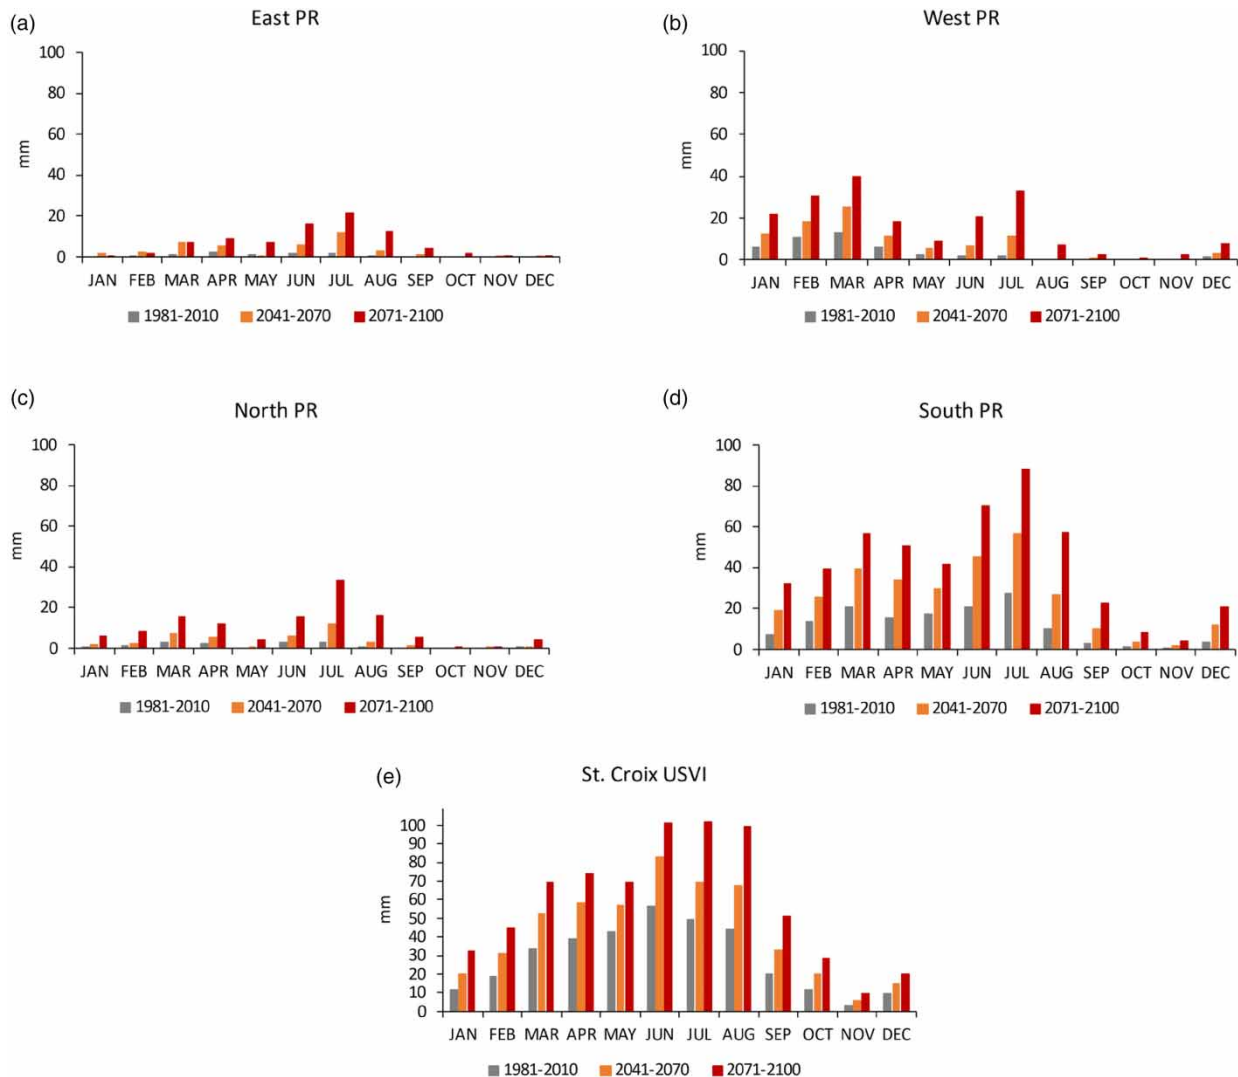 (a)
East PR
100
80
60
40
20
0
mm
JAN FEB MAR APR MAY JUN JUL AUG SEP OCT NOV DEC
1981-2010 2041-2070 2071-2100
(b)
West PR
100
80
60
40
20
0
mm
JAN FEB MAR APR MAY JUN JUL AUG SEP OCT NOV DEC
1981-2010 2041-2070 2071-2100
(c)
North PR
100
80
60
40
20
0
mm
JAN FEB MAR APR MAY JUN JUL AUG SEP OCT NOV DEC
1981-2010 2041-2070 2071-2100
(d)
South PR
100
80
60
40
20
0
mm
JAN FEB MAR APR MAY JUN JUL AUG SEP OCT NOV DEC
1981-2010 2041-2070 2071-2100
(e)
St. Croix USVI
100
90
80
70
60
50
40
30
20
10
0
mm
JAN FEB MAR APR MAY JUN JUL AUG SEP OCT NOV DEC
1981-2010 2041-2070 2071-2100